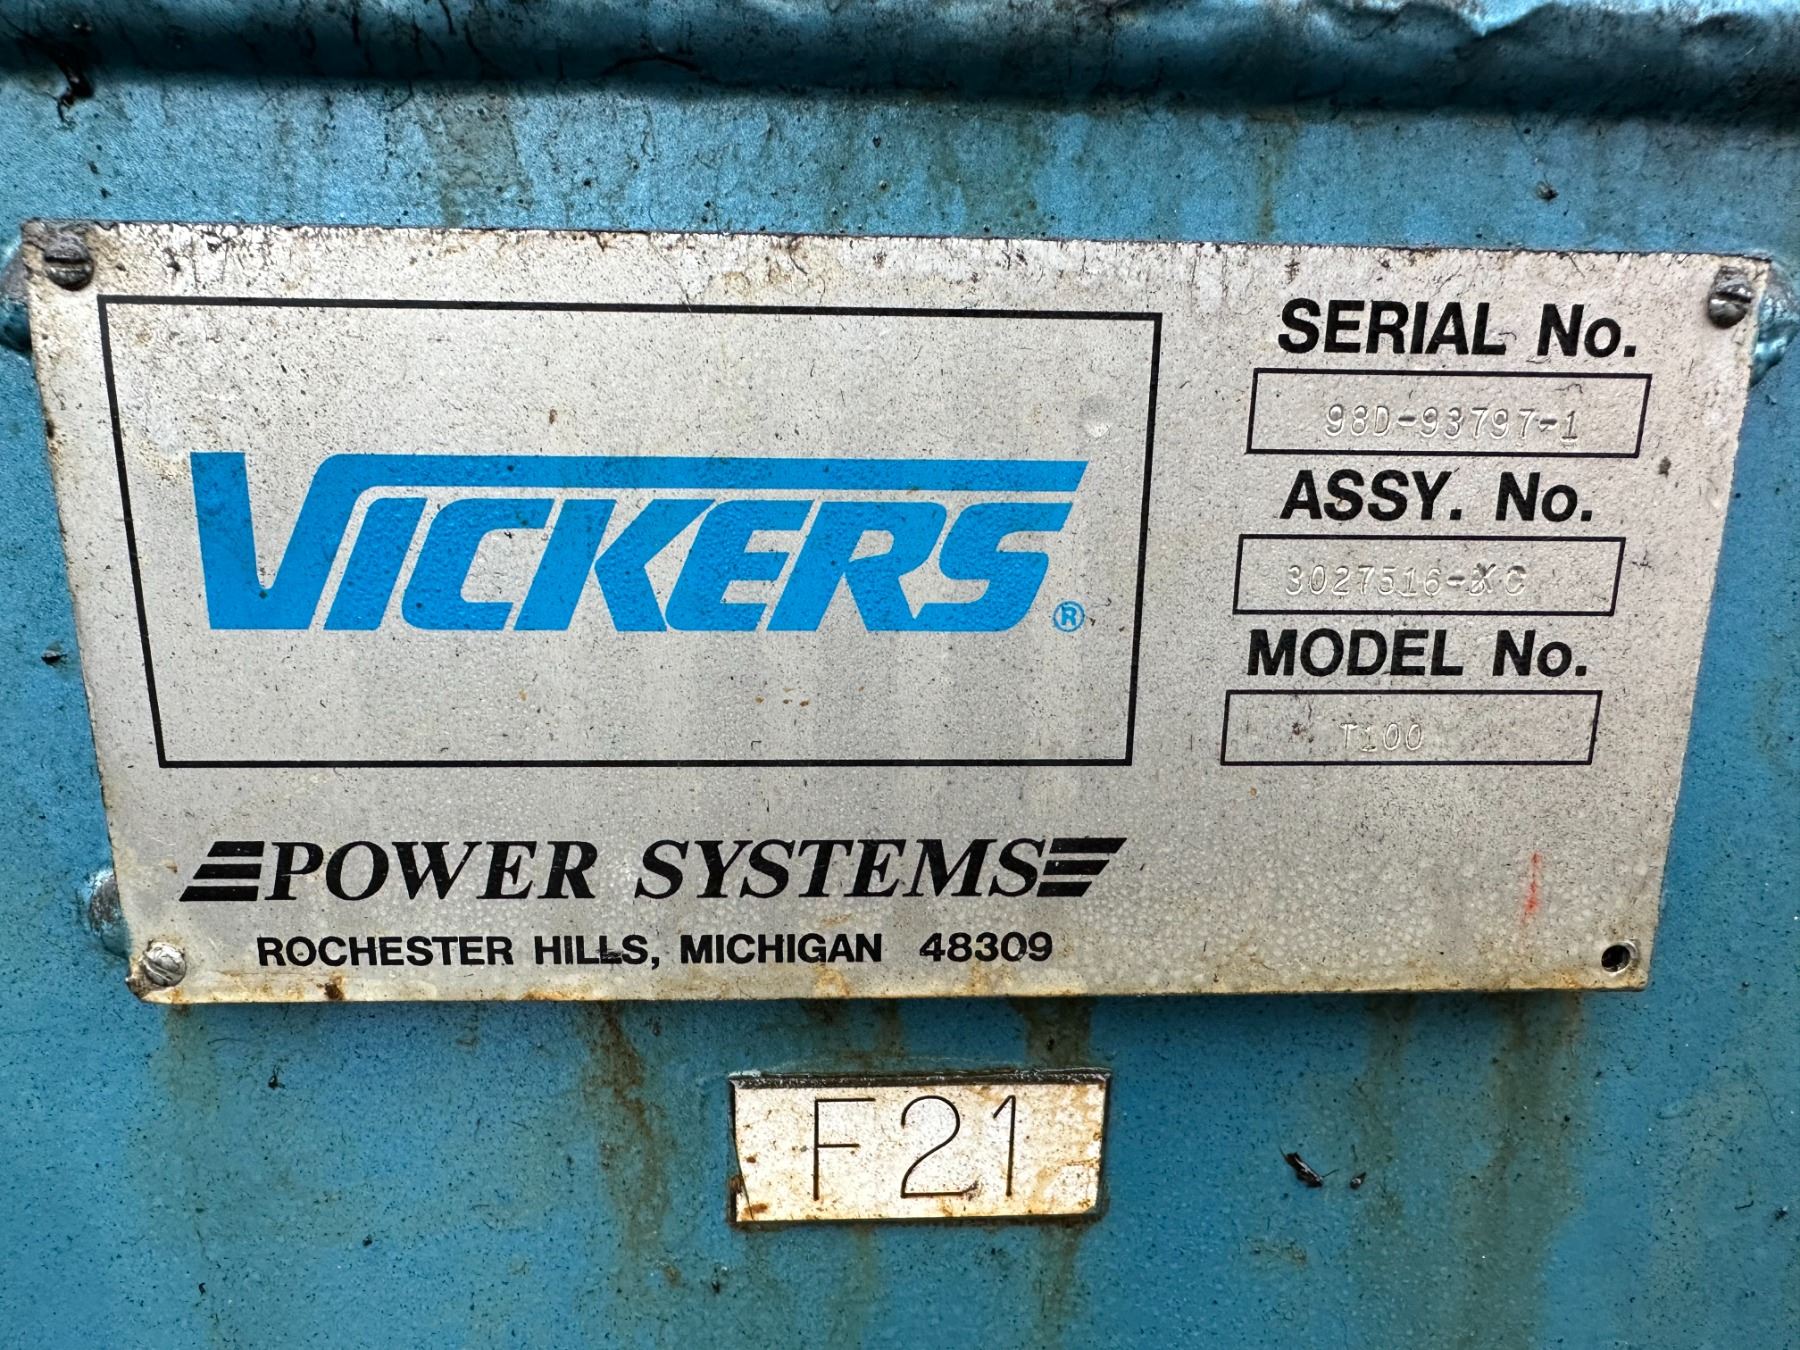 VICKERS®
POWER SYSTEMS
ROCHESTER HILLS, MICHIGAN 48309
SERIAL No.
98D-93797-1
ASSY. No.
MODEL No.
T100
F21